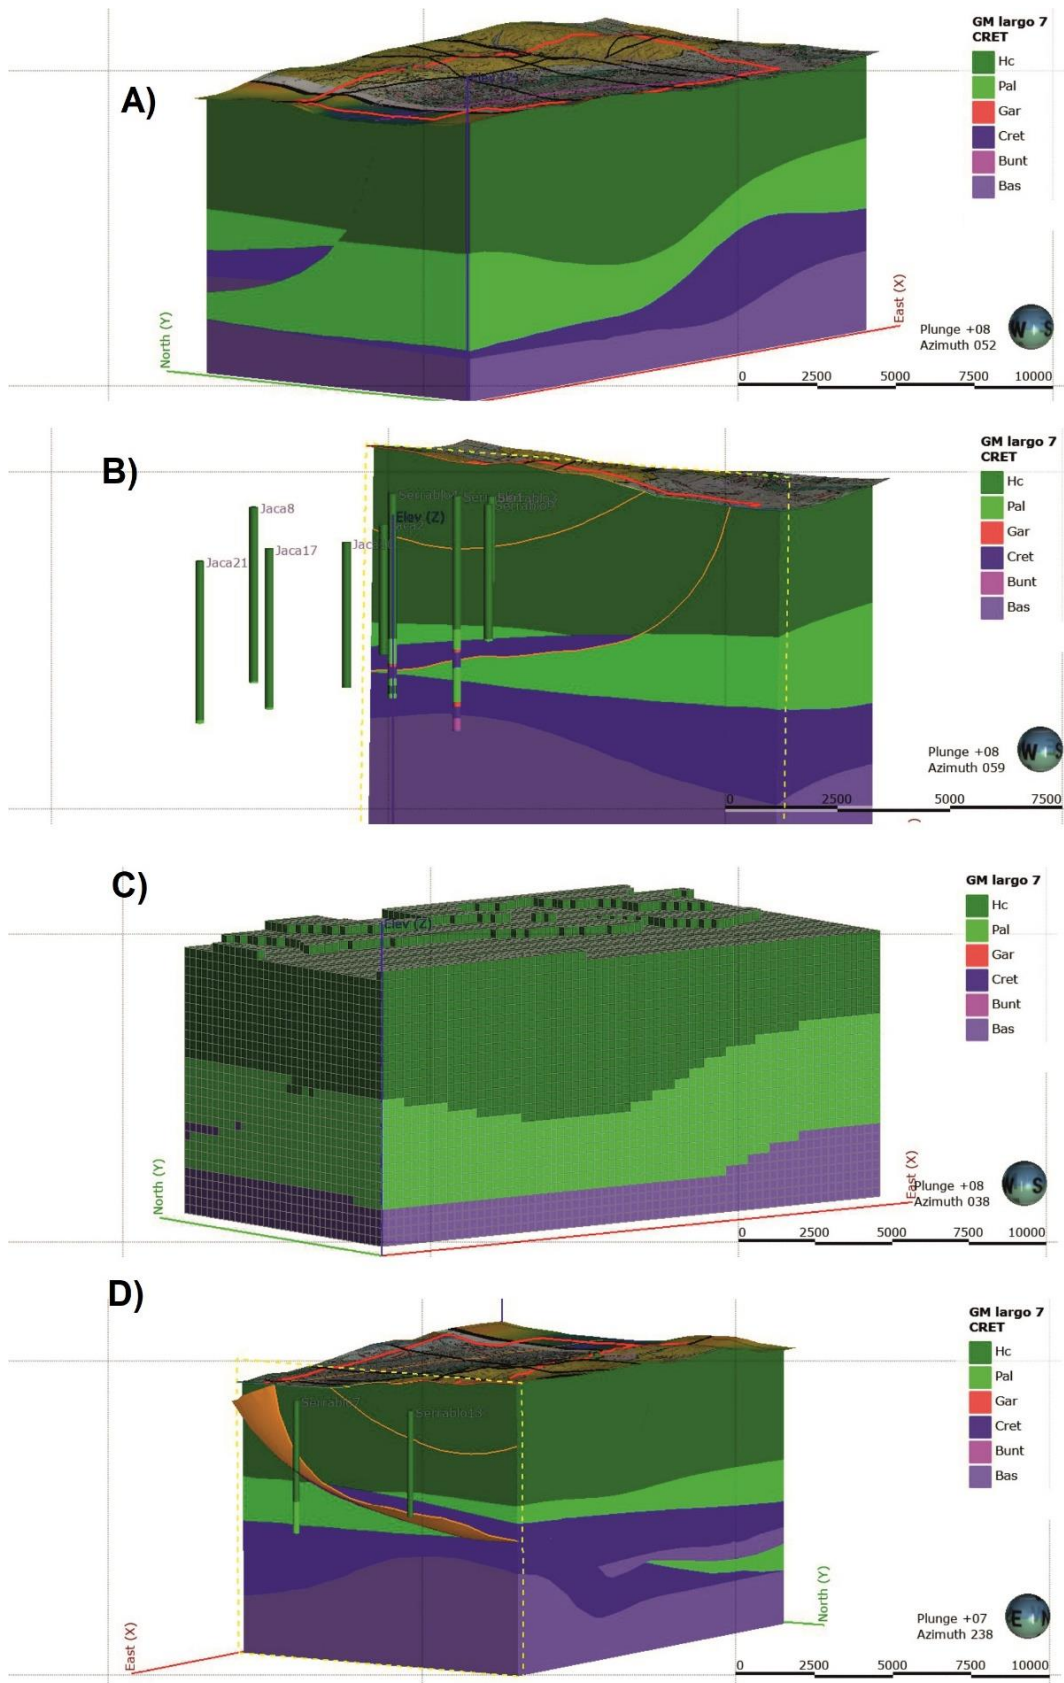 A)
GM largo 7
CRET
Hc
Pal
Gar
Cret
Bunt
Bas
North (Y)
East (X)
Plunge +08
Azimuth 052
W S
0 2500 5000 7500 10000
B)
GM largo 7
CRET
Hc
Pal
Gar
Cret
Bunt
Bas
Jaca8
Jaca21
Jaca17
Elev (Z)
Plunge +08
Azimuth 059
W S
0 2500 5000 7500
C)
GM largo 7
Hc
Pal
Gar
Cret
Bunt
Bas
Elev (Z)
North (Y)
East (X)
Plunge +08
Azimuth 038
W S
0 2500 5000 7500 10000
D)
GM largo 7
CRET
Hc
Pal
Gar
Cret
Bunt
Bas
Serrablo7
Serrablo13
East (X)
North (Y)
Plunge +07
Azimuth 238
E N
0 2500 5000 7500 10000